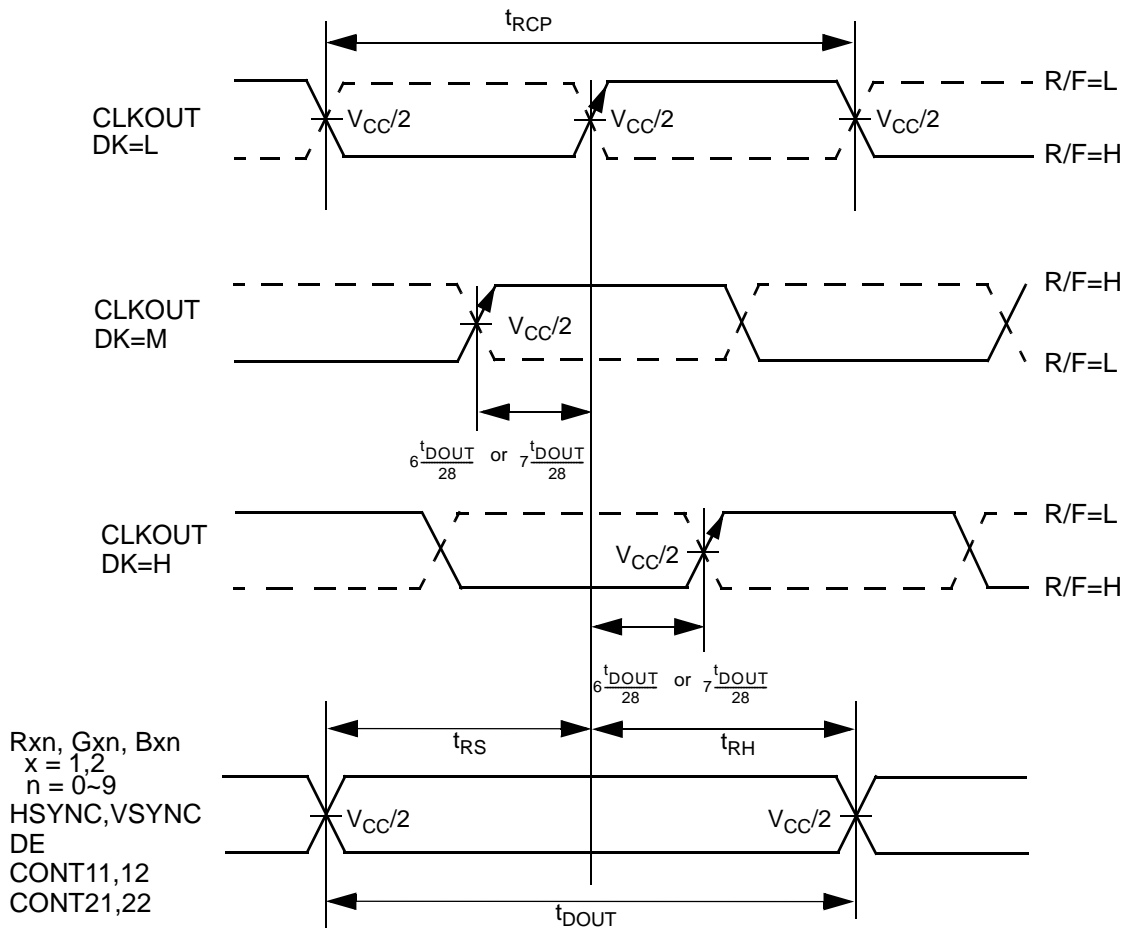 tRCP
R/F=L
CLKOUT
DK=L
VCC/2
VCC/2
VCC/2
R/F=H
R/F=H
CLKOUT
DK=M
VCC/2
R/F=L
6 tDOUT/28 or 7 tDOUT/28
R/F=L
CLKOUT
DK=H
VCC/2
R/F=H
6 tDOUT/28 or 7 tDOUT/28
tRS
tRH
Rxn, Gxn, Bxn
x = 1,2
n = 0~9
HSYNC,VSYNC
DE
CONT11,12
CONT21,22
VCC/2
VCC/2
tDOUT